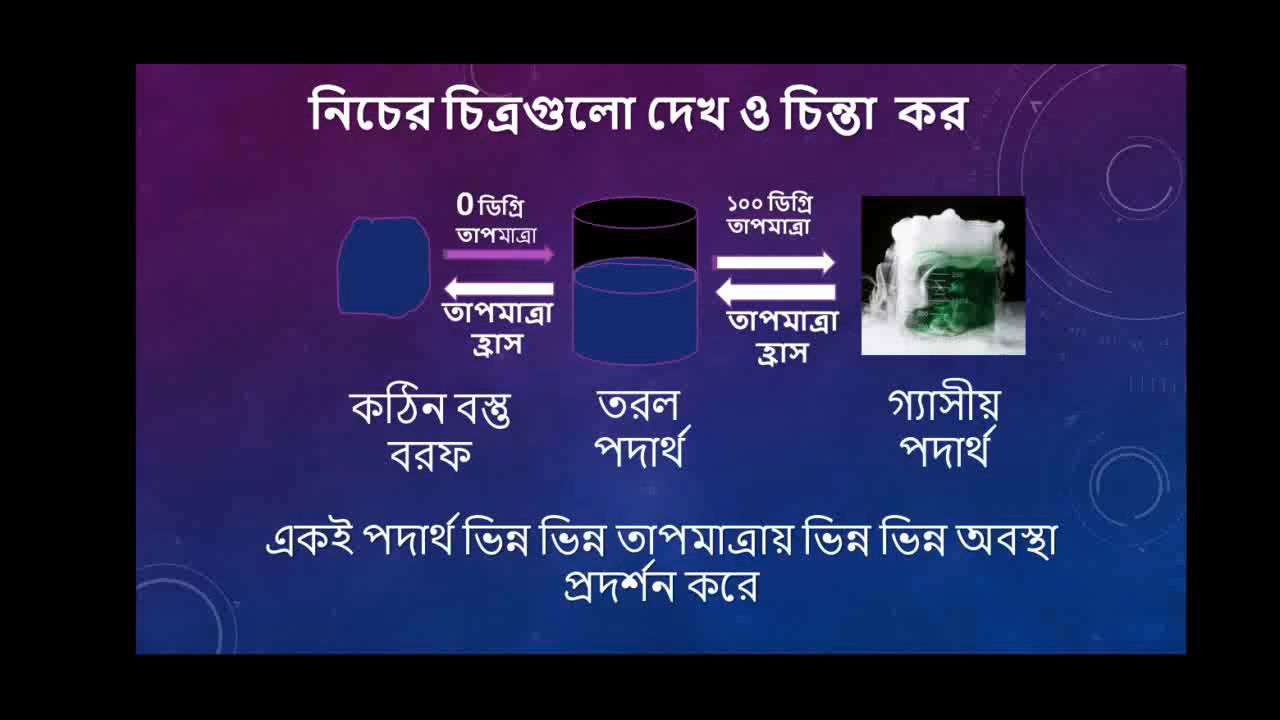 নিচের চিত্রগুলো দেখ ও চিন্তা কর
0 ডিগ্রি
তাপমাত্রা
তাপমাত্রা
হ্রাস
১০০ ডিগ্রি
তাপমাত্রা
তাপমাত্রা
হ্রাস
কঠিন বস্তু
বরফ
তরল
পদার্থ
গ্যাসীয়
পদার্থ
একই পদার্থ ভিন্ন ভিন্ন তাপমাত্রায় ভিন্ন ভিন্ন অবস্থা
প্রদর্শন করে